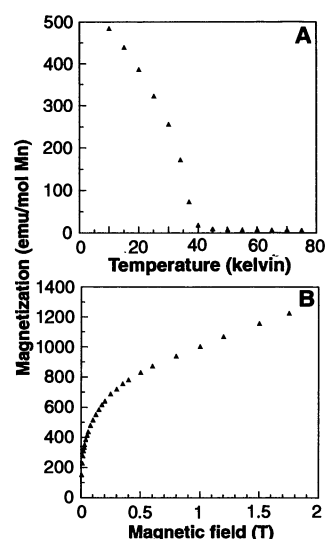 Magnetization (emu/mol Mn)
A
500
400
300
200
100
0
0 20 40 60 80
Temperature (kelvin)
B
1400
1200
1000
800
600
400
200
0
0 0.5 1 1.5 2
Magnetic field (T)